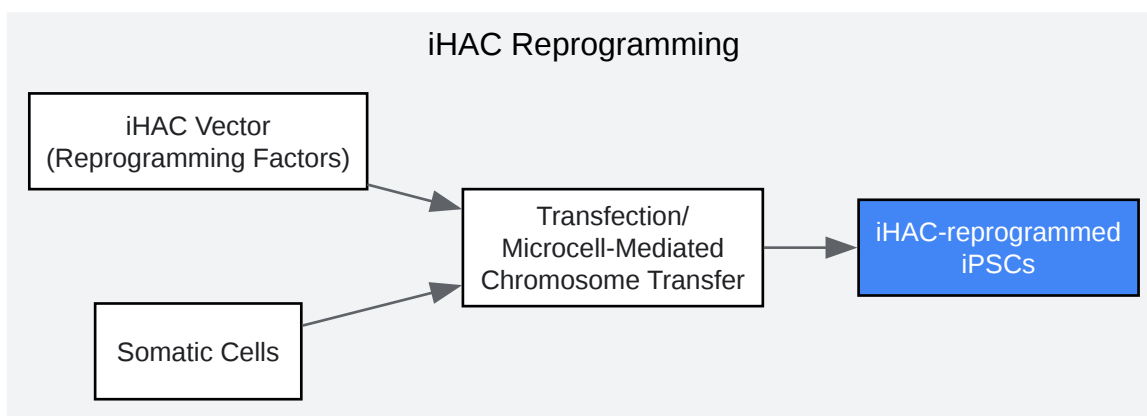 iHAC Reprogramming
iHAC Vector
(Reprogramming Factors)
Transfection/
Microcell-Mediated
Chromosome Transfer
iHAC-reprogrammed
iPSCs
Somatic Cells